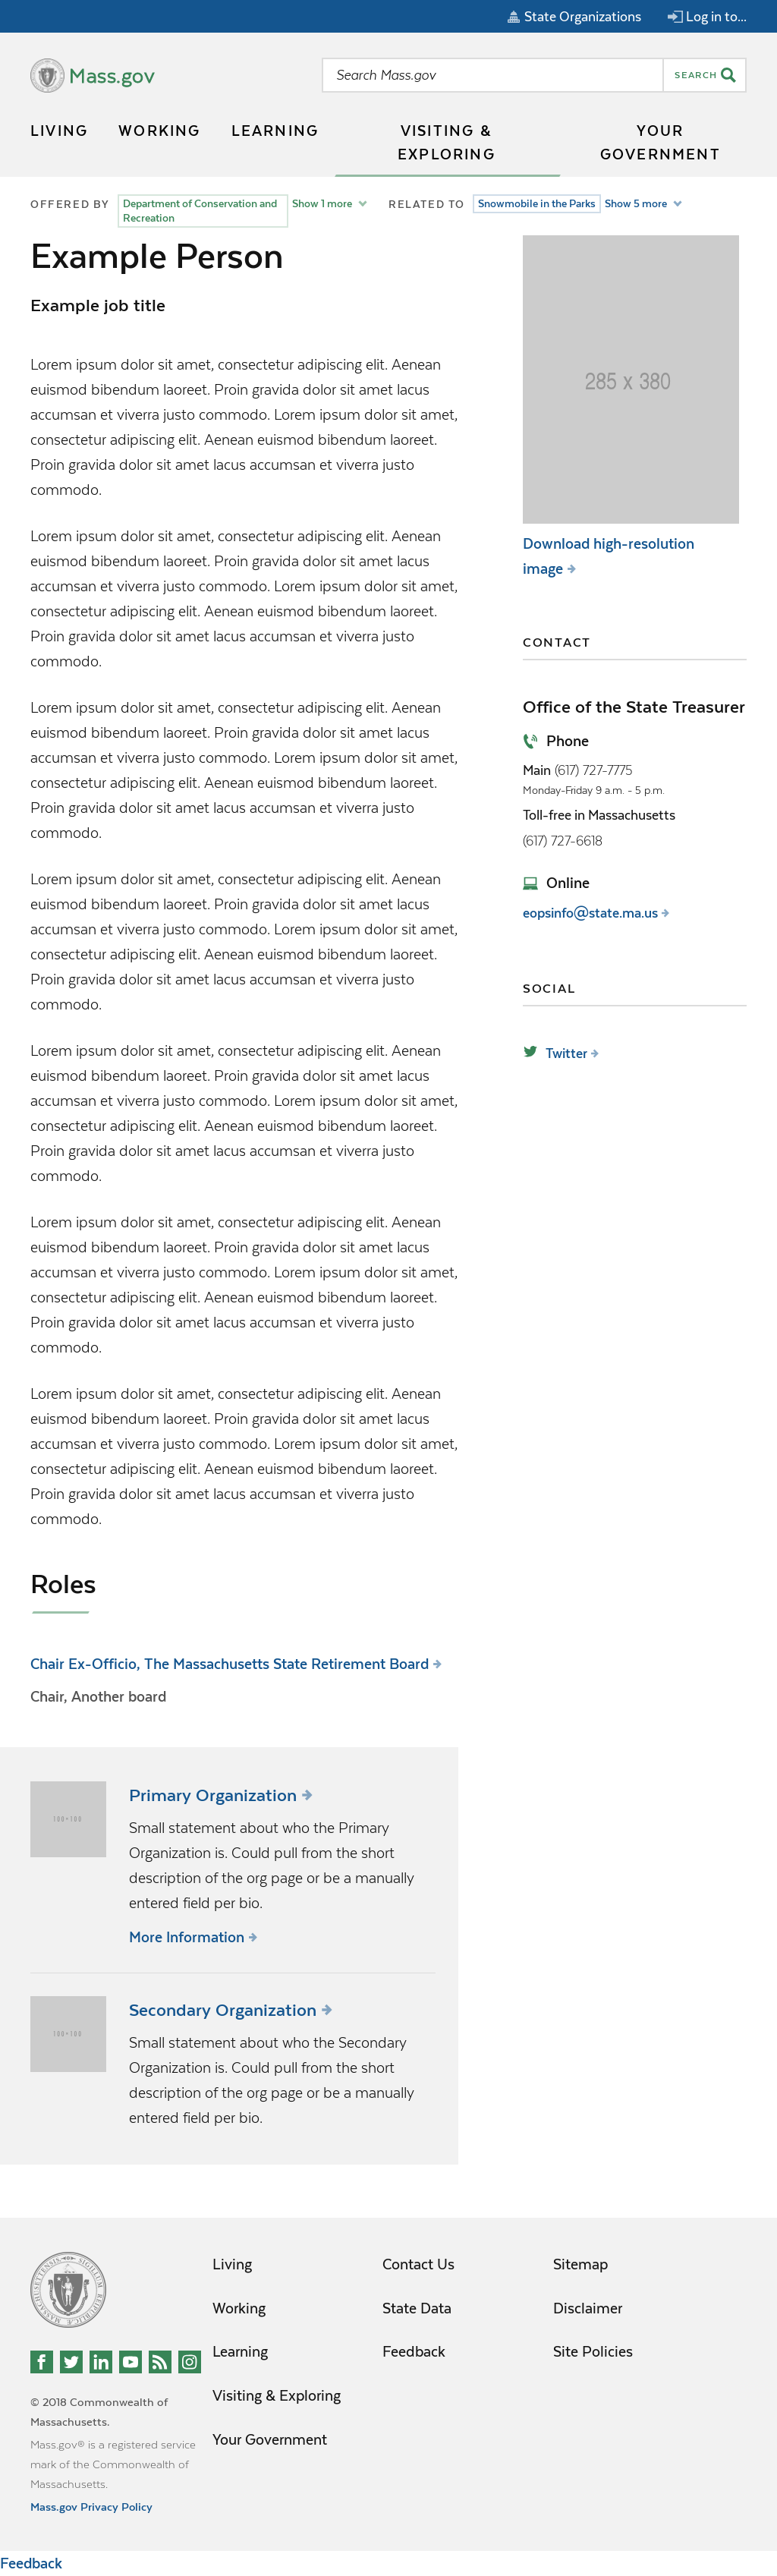 State Organizations
Log in to...
Mass.gov
Search Mass.gov
SEARCH
LIVING
WORKING
LEARNING
VISITING &
EXPLORING
YOUR
GOVERNMENT
OFFERED BY
Department of Conservation and
Recreation
Show 1 more
RELATED TO
Snowmobile in the Parks
Show 5 more
Example Person
Example job title
Lorem ipsum dolor sit amet, consectetur adipiscing elit. Aenean
euismod bibendum laoreet. Proin gravida dolor sit amet lacus
accumsan et viverra justo commodo. Lorem ipsum dolor sit amet,
consectetur adipiscing elit. Aenean euismod bibendum laoreet.
Proin gravida dolor sit amet lacus accumsan et viverra justo
commodo.
Lorem ipsum dolor sit amet, consectetur adipiscing elit. Aenean
euismod bibendum laoreet. Proin gravida dolor sit amet lacus
accumsan et viverra justo commodo. Lorem ipsum dolor sit amet,
consectetur adipiscing elit. Aenean euismod bibendum laoreet.
Proin gravida dolor sit amet lacus accumsan et viverra justo
commodo.
Lorem ipsum dolor sit amet, consectetur adipiscing elit. Aenean
euismod bibendum laoreet. Proin gravida dolor sit amet lacus
accumsan et viverra justo commodo. Lorem ipsum dolor sit amet,
consectetur adipiscing elit. Aenean euismod bibendum laoreet.
Proin gravida dolor sit amet lacus accumsan et viverra justo
commodo.
Lorem ipsum dolor sit amet, consectetur adipiscing elit. Aenean
euismod bibendum laoreet. Proin gravida dolor sit amet lacus
accumsan et viverra justo commodo. Lorem ipsum dolor sit amet,
consectetur adipiscing elit. Aenean euismod bibendum laoreet.
Proin gravida dolor sit amet lacus accumsan et viverra justo
commodo.
Lorem ipsum dolor sit amet, consectetur adipiscing elit. Aenean
euismod bibendum laoreet. Proin gravida dolor sit amet lacus
accumsan et viverra justo commodo. Lorem ipsum dolor sit amet,
consectetur adipiscing elit. Aenean euismod bibendum laoreet.
Proin gravida dolor sit amet lacus accumsan et viverra justo
commodo.
Lorem ipsum dolor sit amet, consectetur adipiscing elit. Aenean
euismod bibendum laoreet. Proin gravida dolor sit amet lacus
accumsan et viverra justo commodo. Lorem ipsum dolor sit amet,
consectetur adipiscing elit. Aenean euismod bibendum laoreet.
Proin gravida dolor sit amet lacus accumsan et viverra justo
commodo.
Lorem ipsum dolor sit amet, consectetur adipiscing elit. Aenean
euismod bibendum laoreet. Proin gravida dolor sit amet lacus
accumsan et viverra justo commodo. Lorem ipsum dolor sit amet,
consectetur adipiscing elit. Aenean euismod bibendum laoreet.
Proin gravida dolor sit amet lacus accumsan et viverra justo
commodo.
285 x 380
Download high-resolution
image
CONTACT
Office of the State Treasurer
Phone
Main (617) 727-7775
Monday-Friday 9 a.m. - 5 p.m.
Toll-free in Massachusetts
(617) 727-6618
Online
eopsinfo@state.ma.us
SOCIAL
Twitter
Roles
Chair Ex-Officio, The Massachusetts State Retirement Board
Chair, Another board
100×100
Primary Organization
Small statement about who the Primary
Organization is. Could pull from the short
description of the org page or be a manually
entered field per bio.
More Information
100×100
Secondary Organization
Small statement about who the Secondary
Organization is. Could pull from the short
description of the org page or be a manually
entered field per bio.
© 2018 Commonwealth of
Massachusetts.
Mass.gov® is a registered service
mark of the Commonwealth of
Massachusetts.
Mass.gov Privacy Policy
Living
Working
Learning
Visiting & Exploring
Your Government
Contact Us
State Data
Feedback
Sitemap
Disclaimer
Site Policies
Feedback